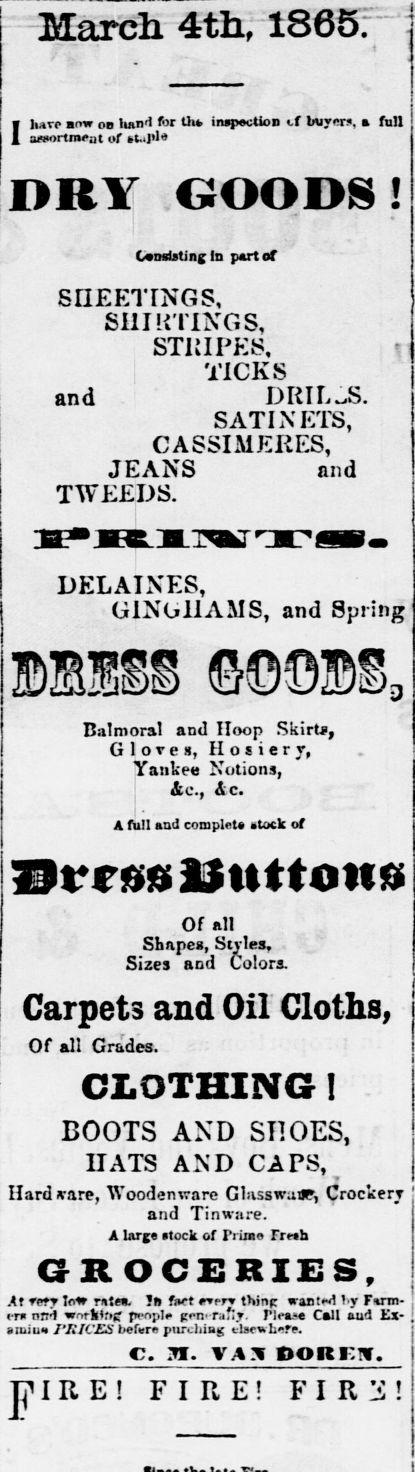 March 4th, 1865.
I have now on hand for the inspection of buyers, a full
assortment of staple
DRY GOODS!
Consisting in part of
SHEETINGS,
SHIRTINGS,
STRIPES,
TICKS
and DRILLS.
SATINETS,
CASSIMERES,
JEANS and
TWEEDS.
PRINTS.
DELAINES,
GINGHAMS, and Spring
DRESS GOODS,
Balmoral and Hoop Skirts,
Gloves, Hosiery,
Yankee Notions,
&c., &c.
A full and complete stock of
Dress Buttons
Of all
Shapes, Styles,
Sizes and Colors.
Carpets and Oil Cloths,
Of all Grades.
CLOTHING!
BOOTS AND SHOES,
HATS AND CAPS,
Hardware, Woodenware Glassware, Crockery
and Tinware.
A large stock of Prime Fresh
GROCERIES,
At very low rates. In fact every thing wanted by Farm-
ers and working people generally. Please Call and Ex-
amine PRICES before purchasing elsewhere.
C. M. VAN DOREN.
FIRE! FIRE! FIRE!
Since the late Fire